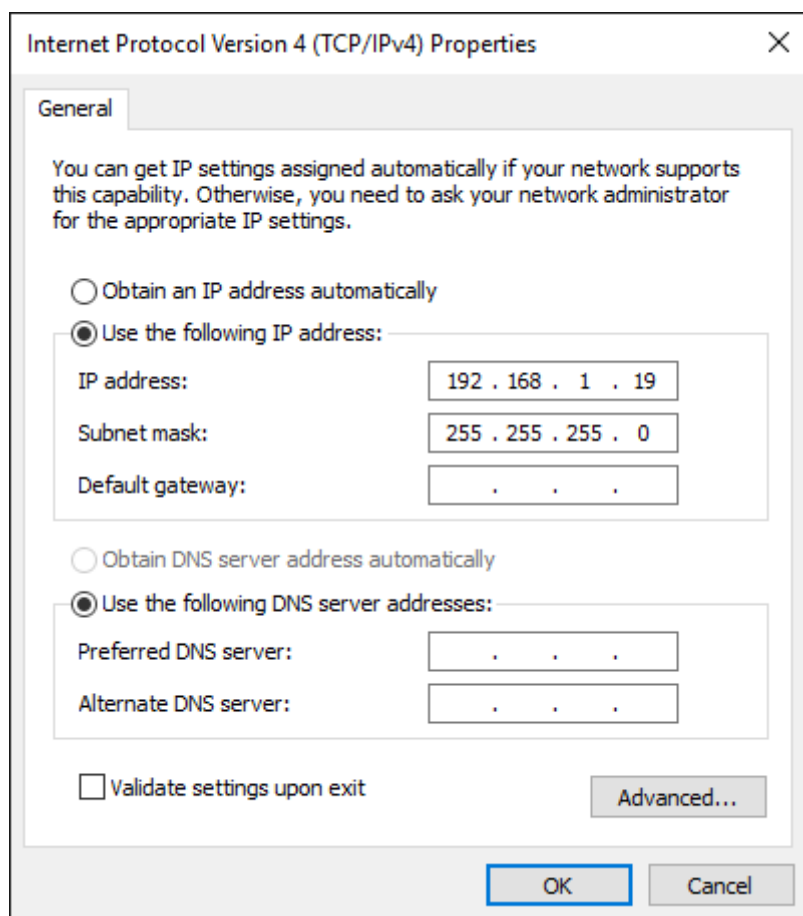 Internet Protocol Version 4 (TCP/IPv4) Properties
General
You can get IP settings assigned automatically if your network supports
this capability. Otherwise, you need to ask your network administrator
for the appropriate IP settings.
Obtain an IP address automatically
Use the following IP address:
IP address: 192 . 168 . 1 . 19
Subnet mask: 255 . 255 . 255 . 0
Default gateway: . . .
Obtain DNS server address automatically
Use the following DNS server addresses:
Preferred DNS server: . . .
Alternate DNS server: . . .
Validate settings upon exit
Advanced...
OK Cancel